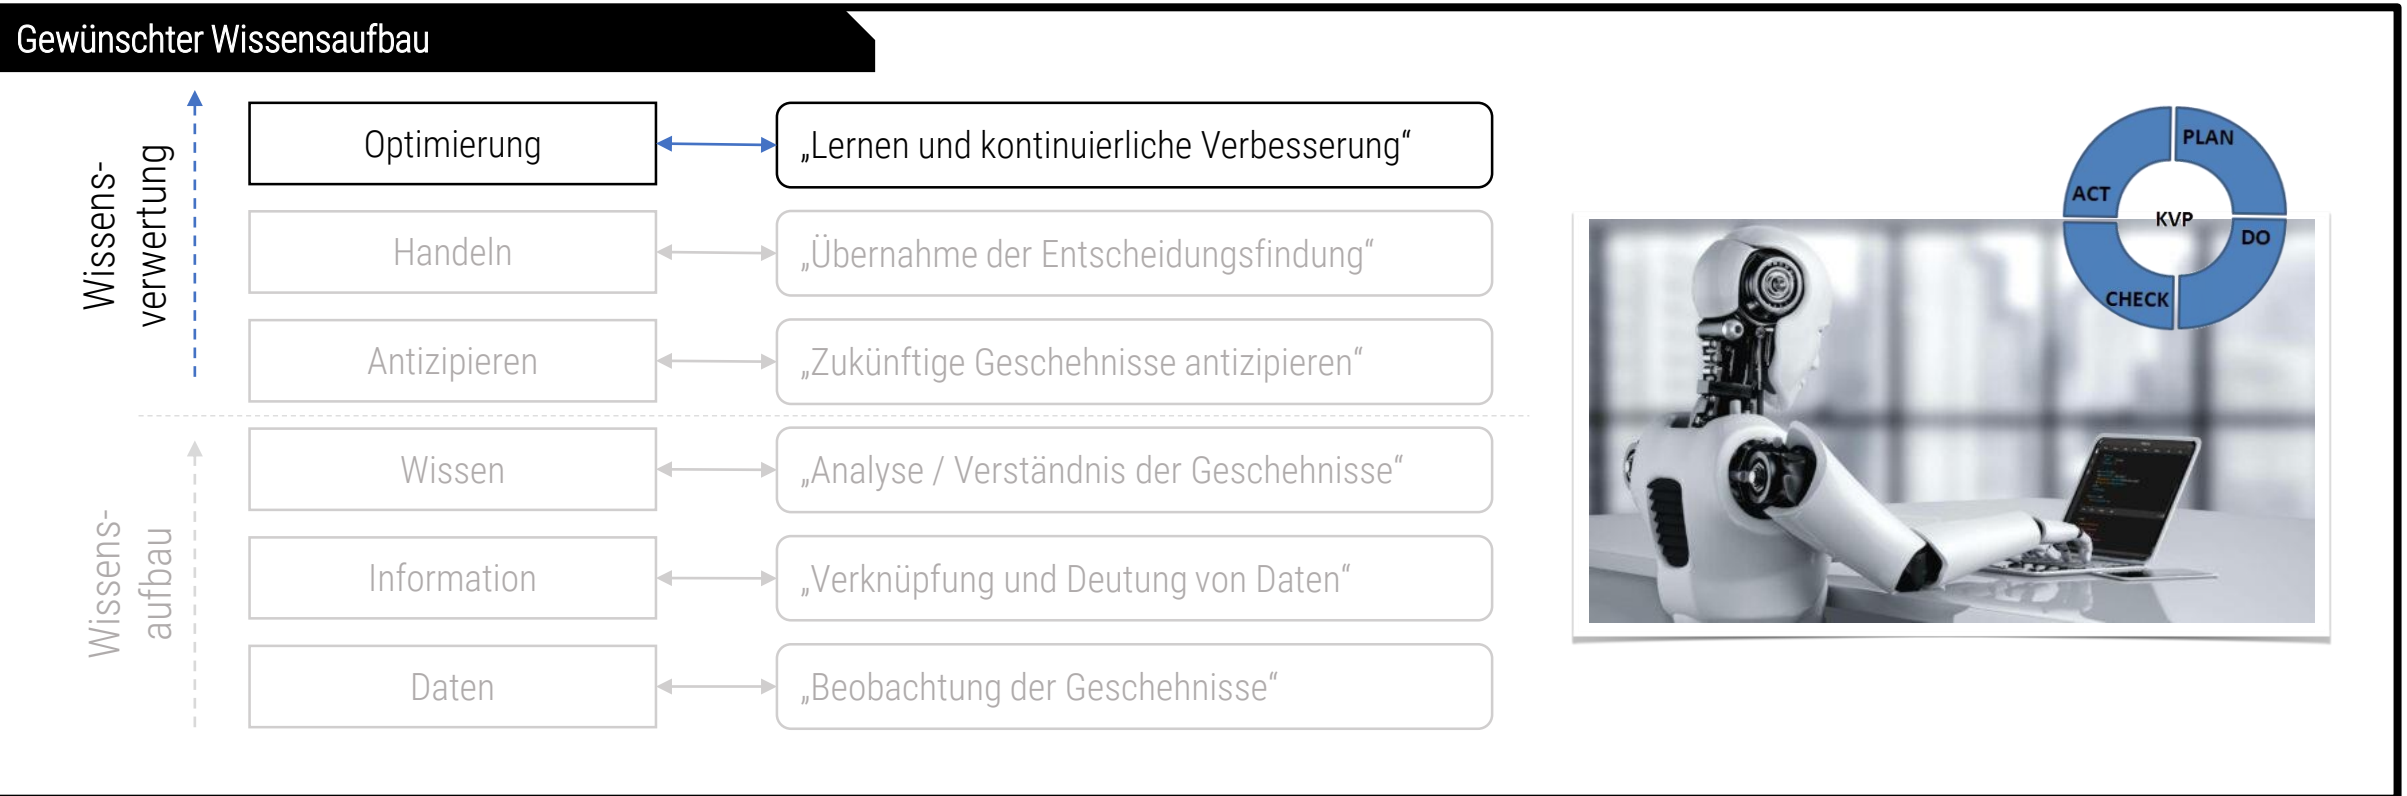 Gewünschter Wissensaufbau
Wissens-
verwertung
Optimierung
„Lernen und kontinuierliche Verbesserung“
Handeln
„Übernahme der Entscheidungsfindung“
Antizipieren
„Zukünftige Geschehnisse antizipieren“
Wissens-
aufbau
Wissen
„Analyse / Verständnis der Geschehnisse“
Information
„Verknüpfung und Deutung von Daten“
Daten
„Beobachtung der Geschehnisse“
PLAN
ACT
KVP
DO
CHECK